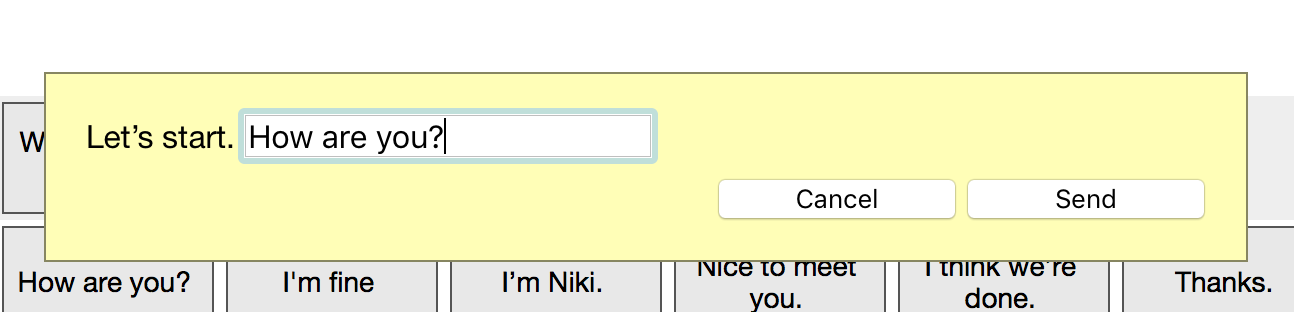 Let’s start. How are you?
Cancel Send
How are you? I'm fine I’m Niki. Nice to meet you. I think we're done. Thanks.